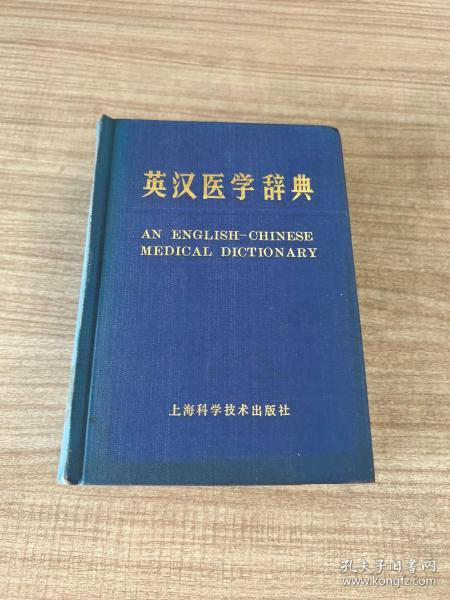 英汉医学辞典
AN ENGLISH-CHINESE
MEDICAL DICTIONARY
上海科学技术出版社
孔夫子旧书网
www.kongfz.com